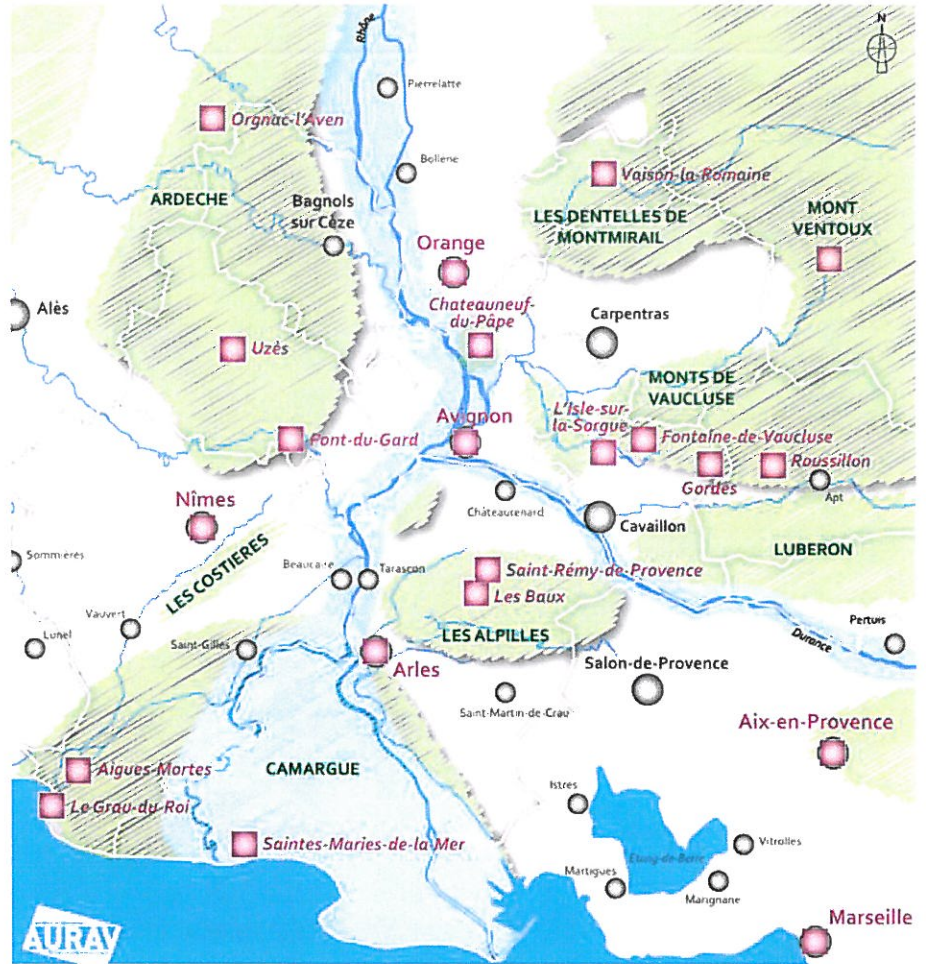 N
Rhône
Pierrelatte
Orgnac-l'Aven
Bollène
Vaison-la-Romaine
ARDECHE
Bagnols
sur Cèze
LES DENTELLES DE
MONTMIRAIL
MONT
VENTOUX
Orange
Alès
Chateauneuf-
du-Pâpe
Carpentras
Uzès
MONTS DE
VAUCLUSE
L'Isle-sur-
la-Sorgue
Avignon
Pont-du-Gard
Fontaine-de-Vaucluse
Roussillon
Gordes
Apt
Nîmes
Châteaurenard
Cavaillon
Sommières
LES COSTIERES
Beaucaire
Tarascon
Saint-Rémy-de-Provence
Les Baux
LUBERON
Vauvert
Lunel
Saint-Gilles
LES ALPILLES
Durance
Pertuis
Arles
Salon-de-Provence
Saint-Martin-de-Crau
Aix-en-Provence
Aigues-Mortes
CAMARGUE
Le Grau-du-Roi
Istres
Saintes-Maries-de-la Mer
Etang-de-Berre
Vitrolles
Martigues
Marignane
Marseille
AURAV